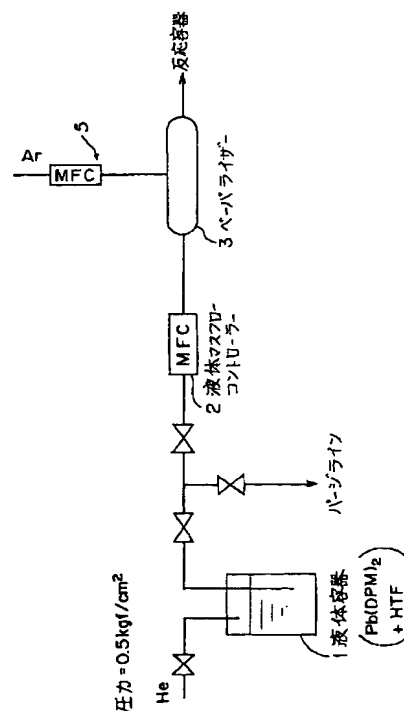 圧力=0.5kgf/cm²
He
1 液体容器
(Pb(DPM)₂
+ HTF)
パージライン
MFC
2 液体マスフロー
コントローラー
Ar
MFC
5
3 ベーパライザー
反応容器